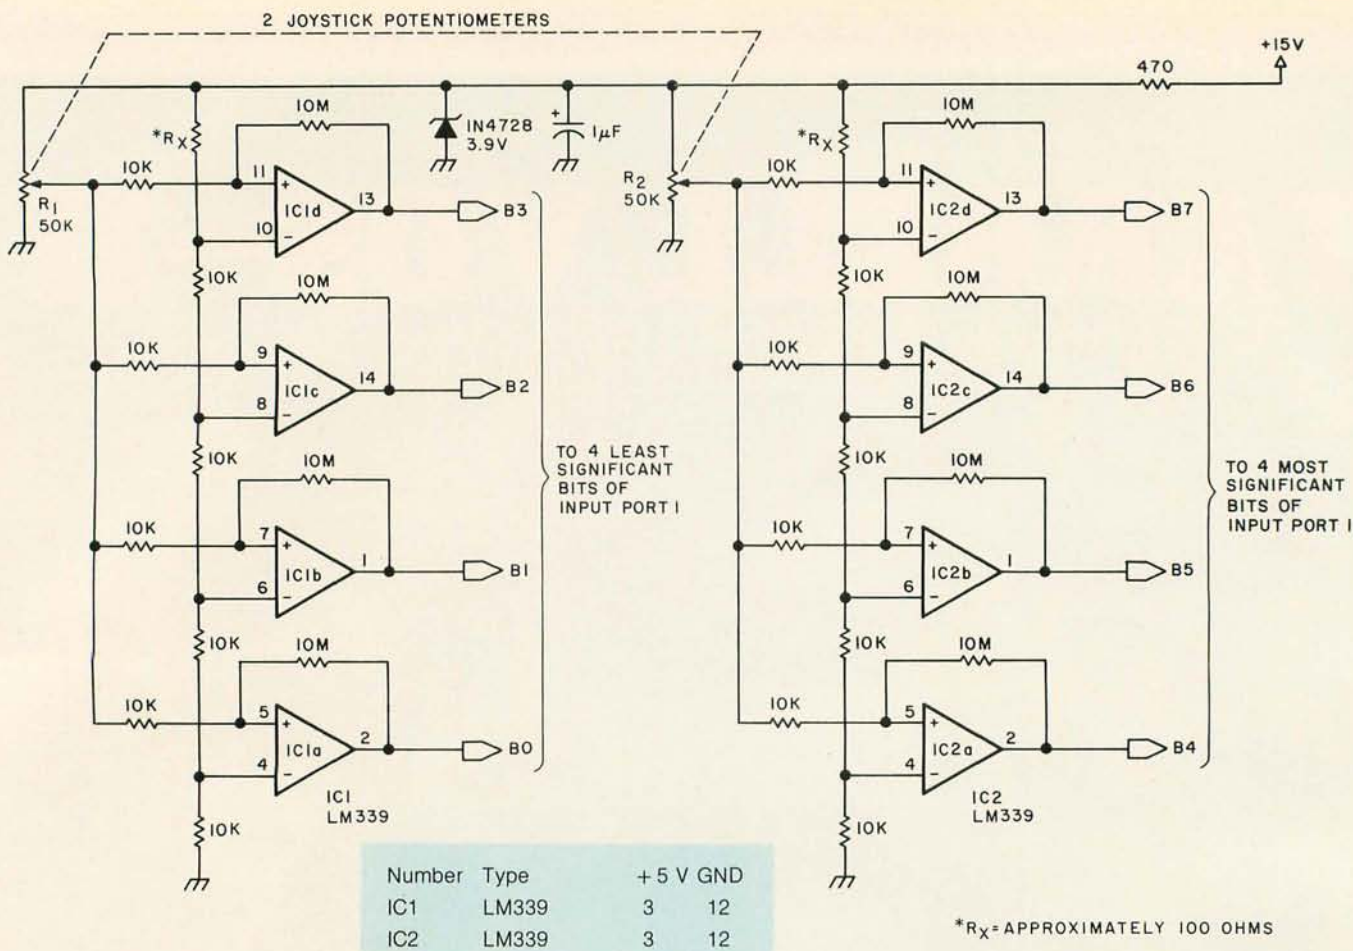 2 JOYSTICK POTENTIOMETERS
+15V
470
*RX
10M
IN4728
3.9V
+
1µF
*RX
10M
10K
11
+
IC1d
13
B3
10
−
R1
50K
10K
10M
10K
9
+
IC1c
14
B2
8
−
10K
10M
10K
7
+
IC1b
1
B1
6
−
10K
10M
10K
5
+
IC1a
2
B0
4
−
10K
IC1
LM339
TO 4 LEAST
SIGNIFICANT
BITS OF
INPUT PORT 1
R2
50K
10K
11
+
IC2d
13
B7
10
−
10K
10M
10K
9
+
IC2c
14
B6
8
−
10K
10M
10K
7
+
IC2b
1
B5
6
−
10K
10M
10K
5
+
IC2a
2
B4
4
−
10K
IC2
LM339
TO 4 MOST
SIGNIFICANT
BITS OF
INPUT PORT 1
Number Type +5 V GND
IC1 LM339 3 12
IC2 LM339 3 12
*RX=APPROXIMATELY 100 OHMS